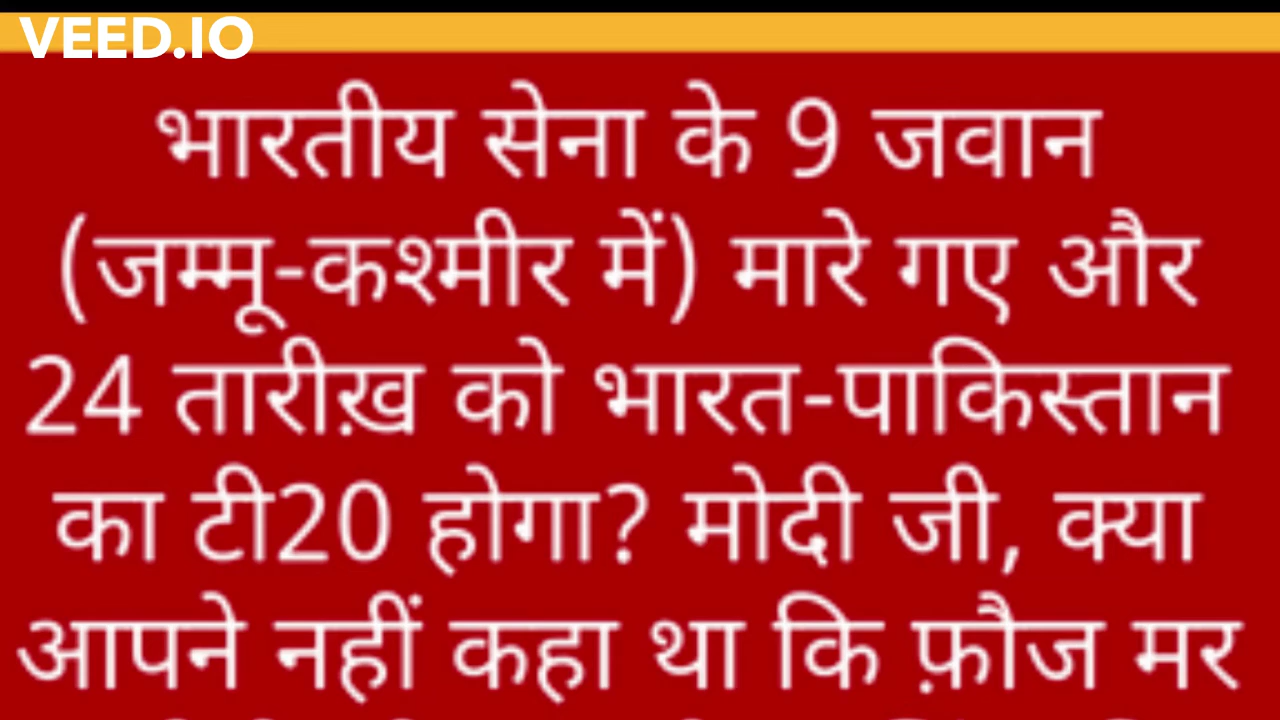 VEED.IO
भारतीय सेना के 9 जवान
(जम्मू-कश्मीर में) मारे गए और
24 तारीख़ को भारत-पाकिस्तान
का टी20 होगा? मोदी जी, क्या
आपने नहीं कहा था कि फ़ौज मर